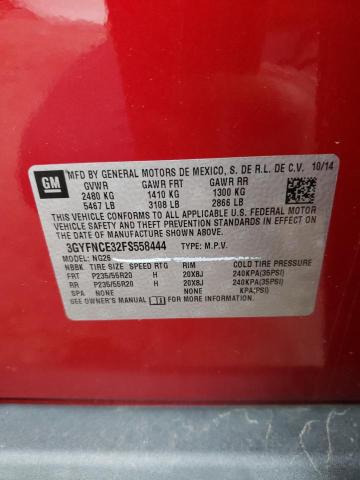 GM
MFD BY GENERAL MOTORS DE MEXICO, S. DE R.L. DE C.V. 10/14
GVWR GAWR FRT GAWR RR
2480 KG 1410 KG 1300 KG
5467 LB 3108 LB 2866 LB
THIS VEHICLE CONFORMS TO ALL APPLICABLE U.S. FEDERAL MOTOR
VEHICLE SAFETY AND THEFT PREVENTION STANDARDS IN EFFECT ON
THE DATE OF MANUFACTURE SHOWN ABOVE.
3GYFNCE32FS558444 TYPE: M.P.V.
MODEL: NG26
NBBK TIRE SIZE SPEED RTG RIM COLD TIRE PRESSURE
FRT P235/55R20 H 20X8J 240KPA(35PSI)
RR P235/55R20 H 20X8J 240KPA(35PSI)
SPA NONE NONE KPA(PSI)
SEE OWNER'S MANUAL FOR ADDITIONAL INFORMATION.